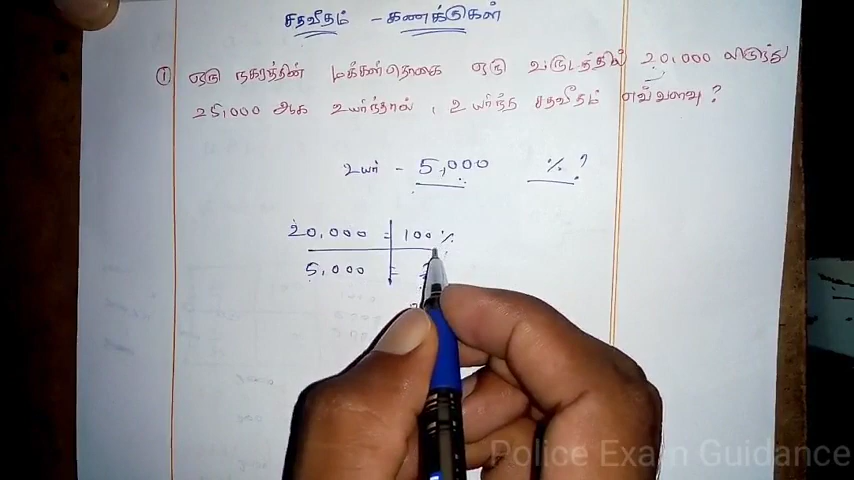 சதவீதம் - கணக்குகள்
① ஒரு நகரத்தின் மக்கள்தொகை ஒரு வருடத்தில் 20,000 லிருந்து
25,000 ஆக உயர்ந்தால், உயர்ந்த சதவீதம் எவ்வளவு?
உயர் - 5,000 %?
20,000 = 100%
5,000 = ?
Police Exam Guidance